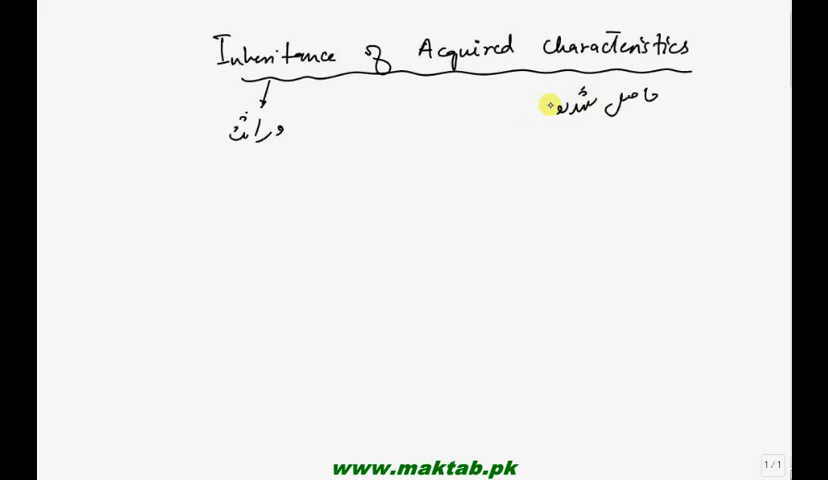 Inheritance of Acquired characteristics
حاصل شدہ
وراثت
www.maktab.pk
1/1